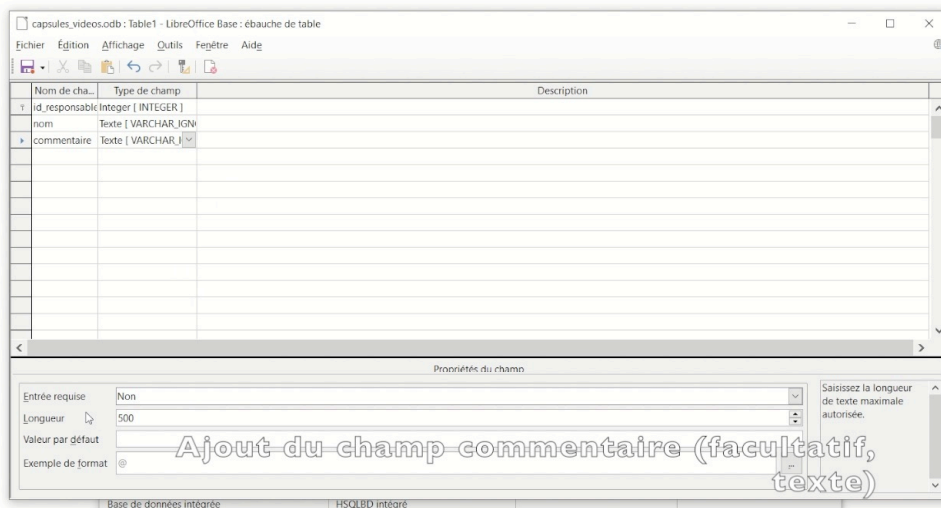 capsules_videos.odb : Table1 - LibreOffice Base : ébauche de table
Fichier Édition Affichage Outils Fenêtre Aide
Nom de cha... Type de champ Description
id_responsable Integer [ INTEGER ]
nom Texte [ VARCHAR_IGN
commentaire Texte [ VARCHAR_I
Propriétés du champ
Entrée requise Non
Longueur 500
Valeur par défaut
Exemple de format @ ...
Saisissez la longueur
de texte maximale
autorisée.
Ajout du champ commentaire (facultatif,
texte)
Base de données intégrée HSQLBD intégré